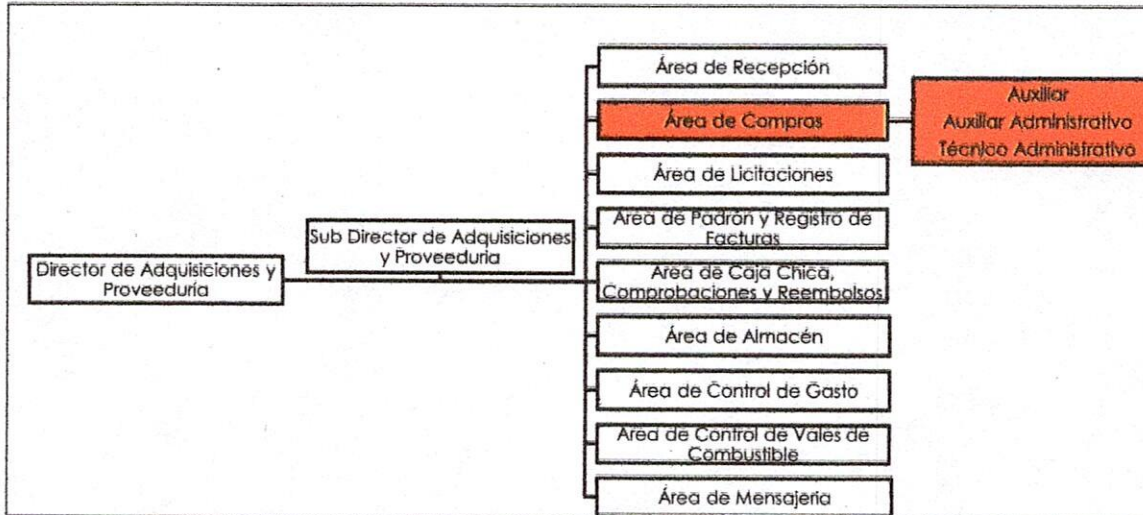 Director de Adquisiciones y
Proveeduría
Sub Director de Adquisiciones
y Proveeduria
Área de Recepción
Área de Compras
Auxiliar
Auxiliar Administrativo
Técnico Administrativo
Área de Licitaciones
Área de Padrón y Registro de
Facturas
Área de Caja Chica,
Comprobaciones y Reembolsos
Área de Almacén
Área de Control de Gasto
Área de Control de Vales de
Combustible
Área de Mensajería